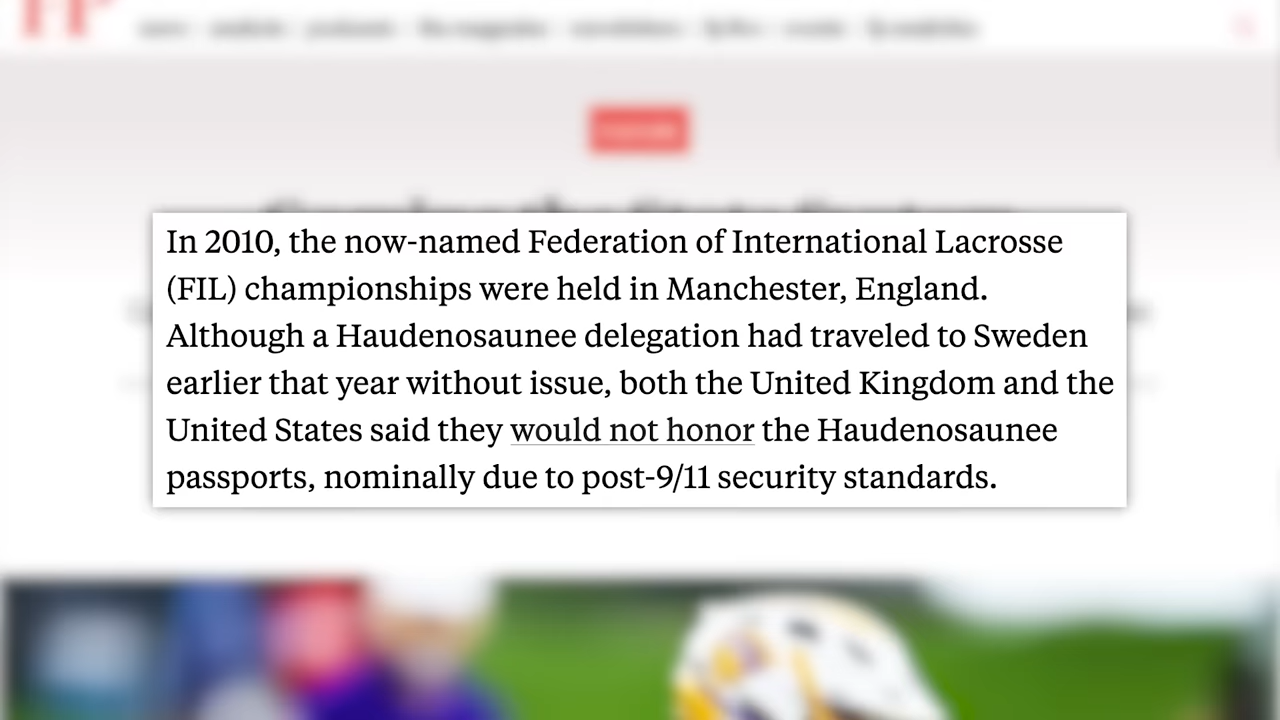 In 2010, the now-named Federation of International Lacrosse
(FIL) championships were held in Manchester, England.
Although a Haudenosaunee delegation had traveled to Sweden
earlier that year without issue, both the United Kingdom and the
United States said they would not honor the Haudenosaunee
passports, nominally due to post-9/11 security standards.